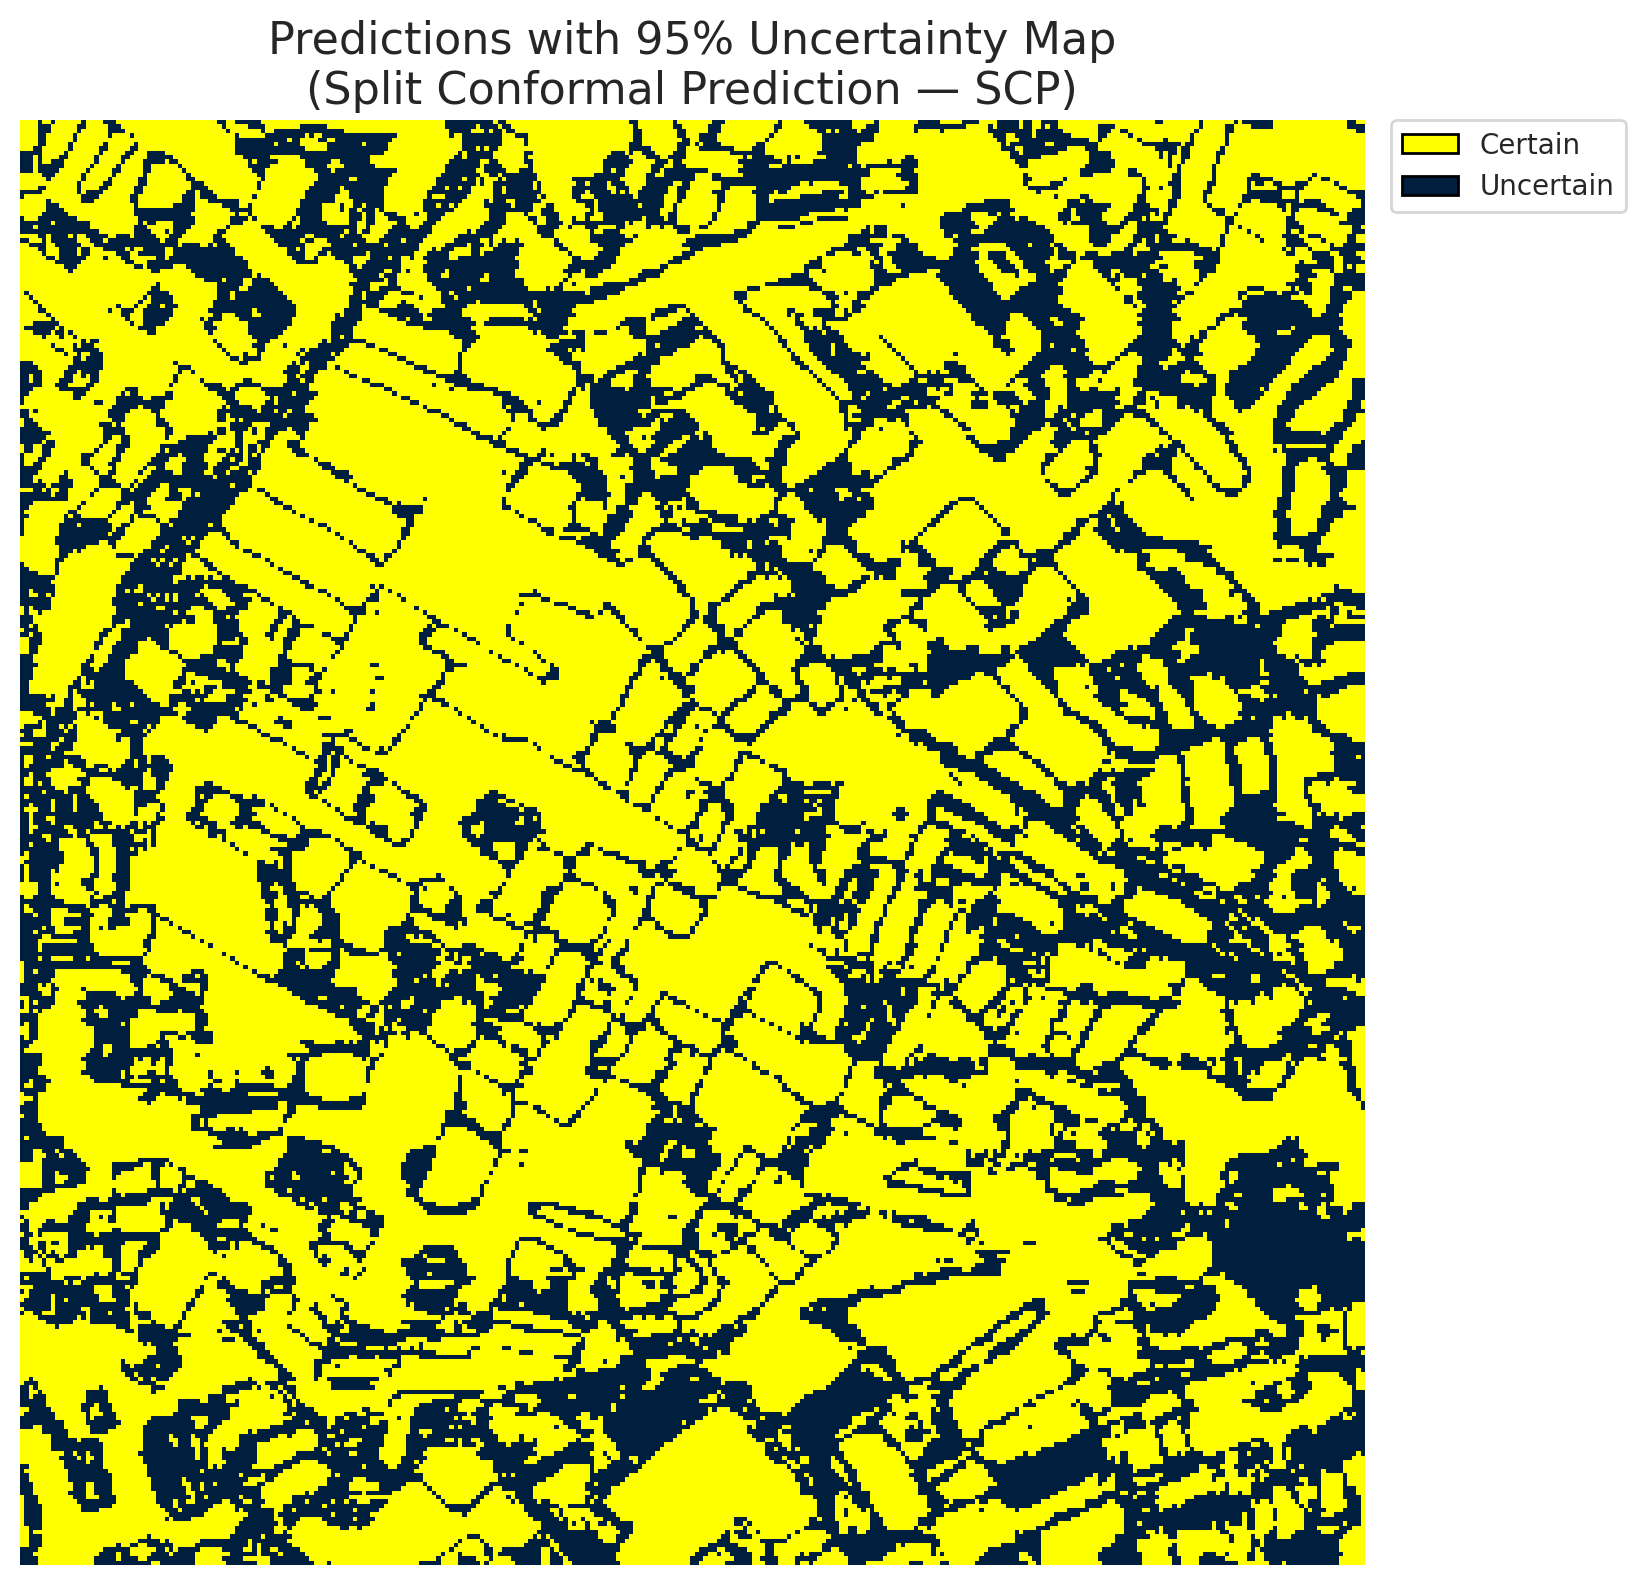 Predictions with 95% Uncertainty Map
(Split Conformal Prediction — SCP)
Certain
Uncertain